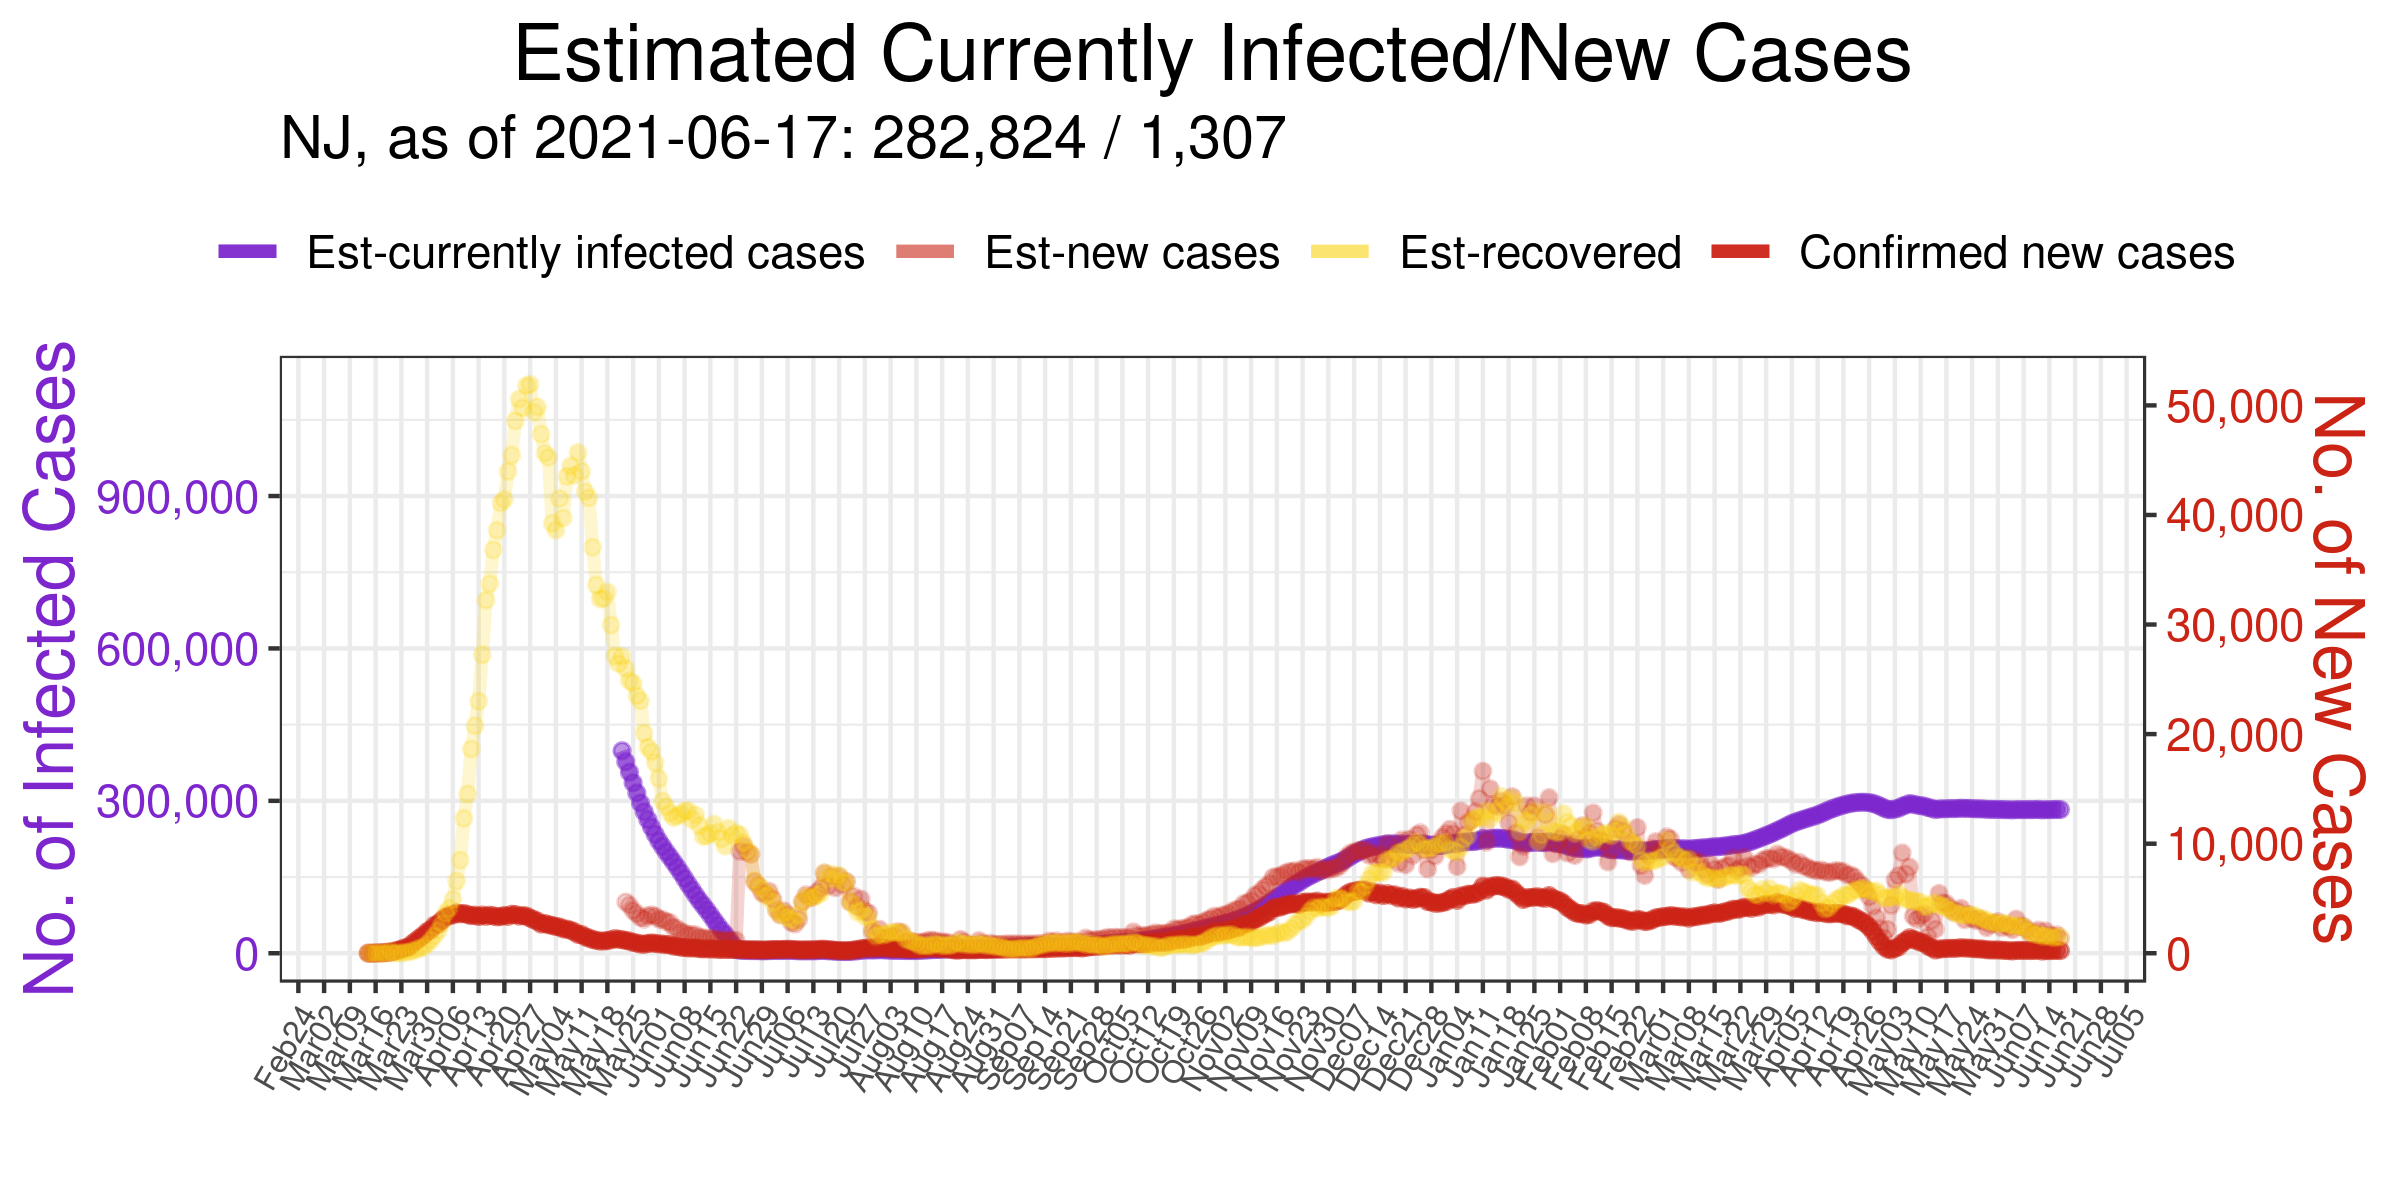 Estimated Currently Infected/New Cases
NJ, as of 2021-06-17: 282,824 / 1,307
Est-currently infected cases Est-new cases Est-recovered Confirmed new cases
No. of Infected Cases
900,000
600,000
300,000
0
50,000
40,000
30,000
20,000
10,000
0
No. of New Cases
Feb24
Mar02
Mar09
Mar16
Mar23
Mar30
Apr06
Apr13
Apr20
Apr27
May04
May11
May18
May25
Jun01
Jun08
Jun15
Jun22
Jun29
Jul06
Jul13
Jul20
Jul27
Aug03
Aug10
Aug17
Aug24
Aug31
Sep07
Sep14
Sep21
Sep28
Oct05
Oct12
Oct19
Oct26
Nov02
Nov09
Nov16
Nov23
Nov30
Dec07
Dec14
Dec21
Dec28
Jan04
Jan11
Jan18
Jan25
Feb01
Feb08
Feb15
Feb22
Mar01
Mar08
Mar15
Mar22
Mar29
Apr05
Apr12
Apr19
Apr26
May03
May10
May17
May24
May31
Jun07
Jun14
Jun21
Jun28
Jul05